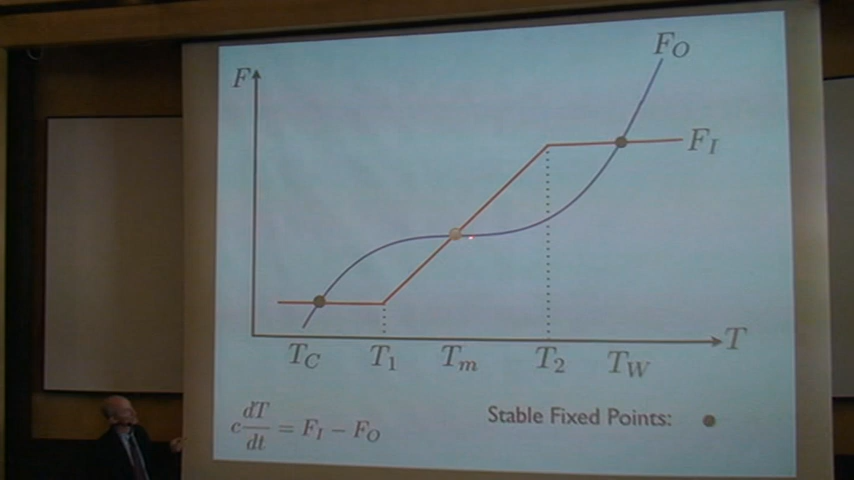 F
F_O
F_I
T_C T_1 T_m T_2 T_W T
c dT/dt = F_I − F_O
Stable Fixed Points: